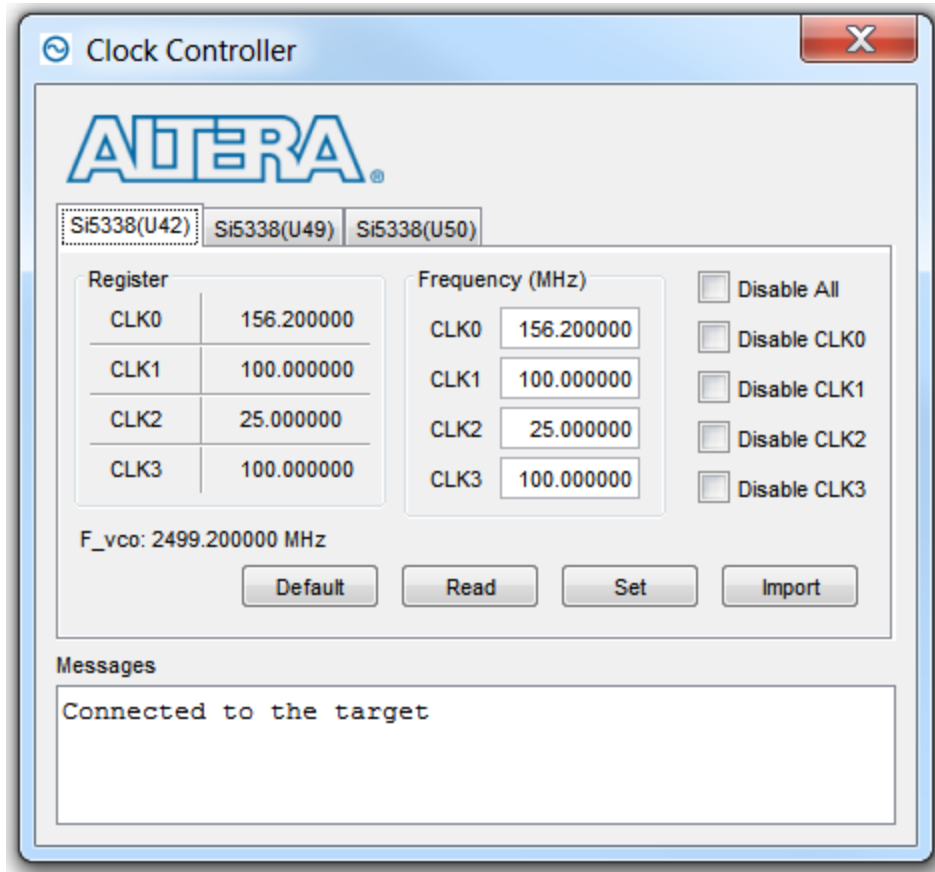 Clock Controller
ALTERA®
Si5338(U42) Si5338(U49) Si5338(U50)
Register
CLK0 156.200000
CLK1 100.000000
CLK2 25.000000
CLK3 100.000000
Frequency (MHz)
CLK0 156.200000
CLK1 100.000000
CLK2 25.000000
CLK3 100.000000
Disable All
Disable CLK0
Disable CLK1
Disable CLK2
Disable CLK3
F_vco: 2499.200000 MHz
Default Read Set Import
Messages
Connected to the target